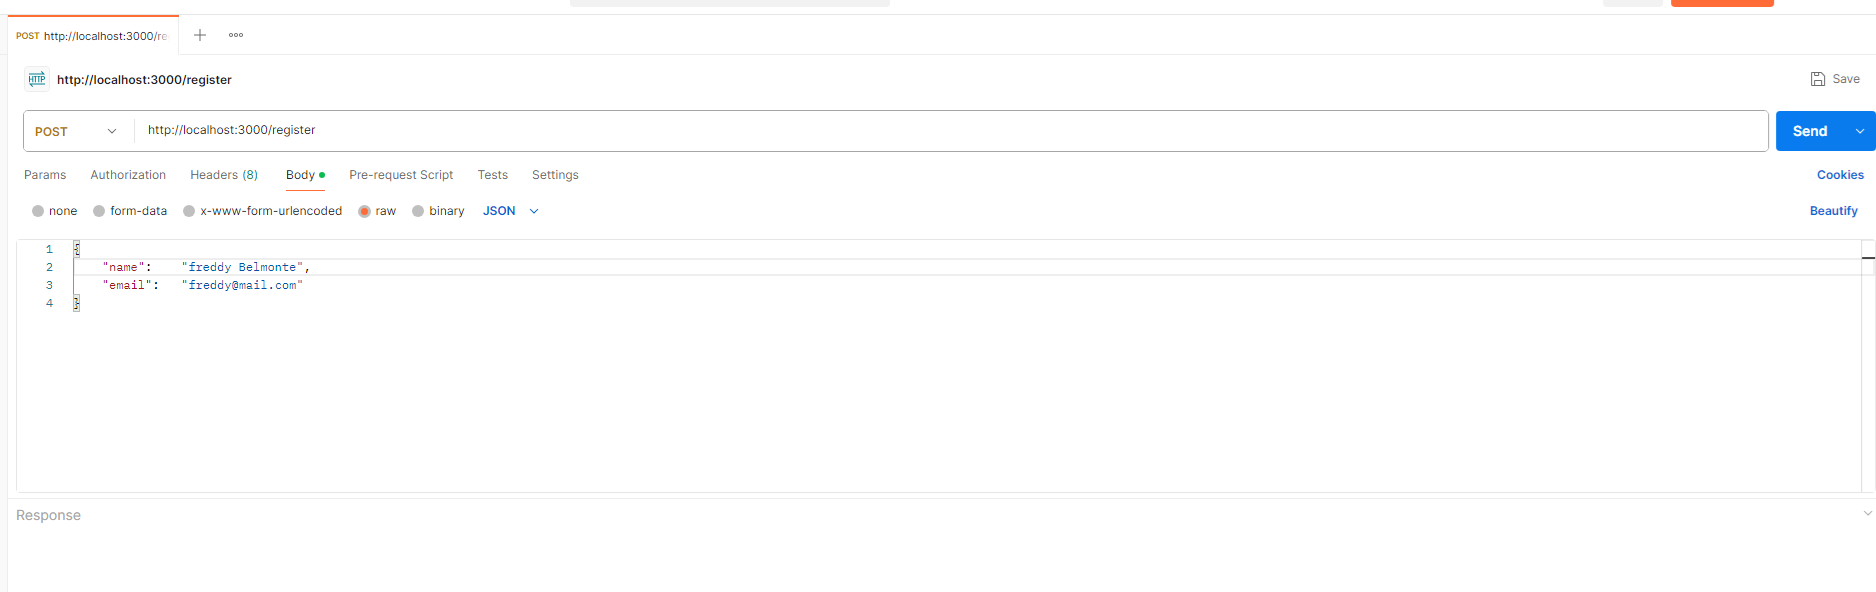 POST http://localhost:3000/re
HTTP http://localhost:3000/register
Save
POST http://localhost:3000/register
Send
Params Authorization Headers (8) Body Pre-request Script Tests Settings Cookies
none form-data x-www-form-urlencoded raw binary JSON Beautify
1 {
2 "name": "freddy Belmonte",
3 "email": "freddy@mail.com"
4 }
Response